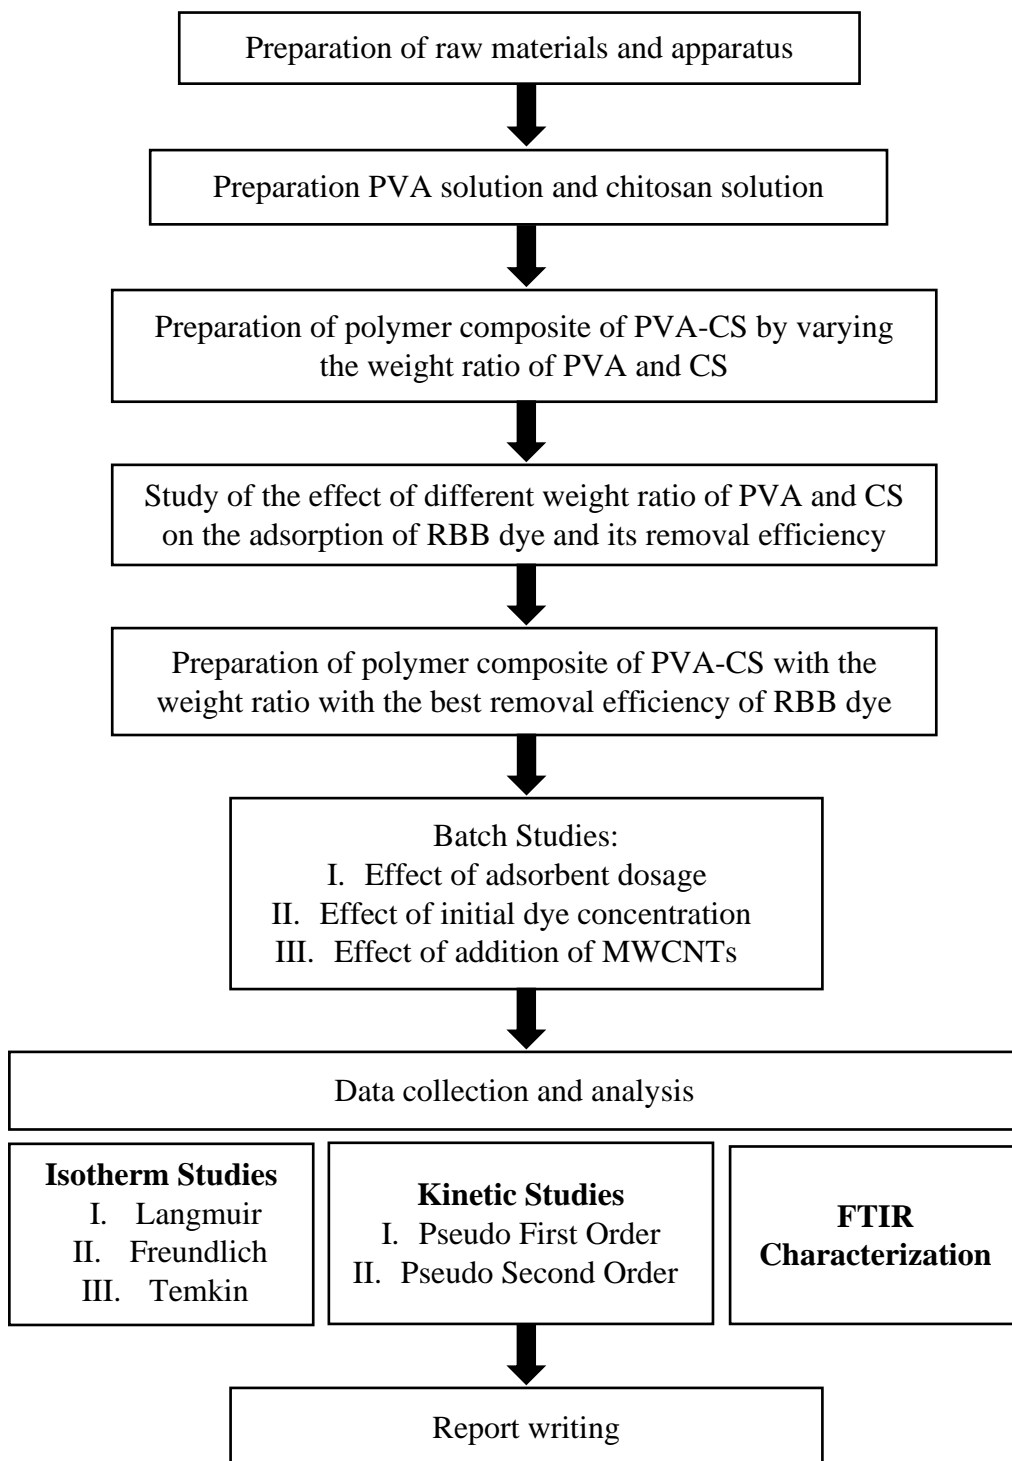 Preparation of raw materials and apparatus
Preparation PVA solution and chitosan solution
Preparation of polymer composite of PVA-CS by varying
the weight ratio of PVA and CS
Study of the effect of different weight ratio of PVA and CS
on the adsorption of RBB dye and its removal efficiency
Preparation of polymer composite of PVA-CS with the
weight ratio with the best removal efficiency of RBB dye
Batch Studies:
I. Effect of adsorbent dosage
II. Effect of initial dye concentration
III. Effect of addition of MWCNTs
Data collection and analysis
Isotherm Studies
I. Langmuir
II. Freundlich
III. Temkin
Kinetic Studies
I. Pseudo First Order
II. Pseudo Second Order
FTIR
Characterization
Report writing